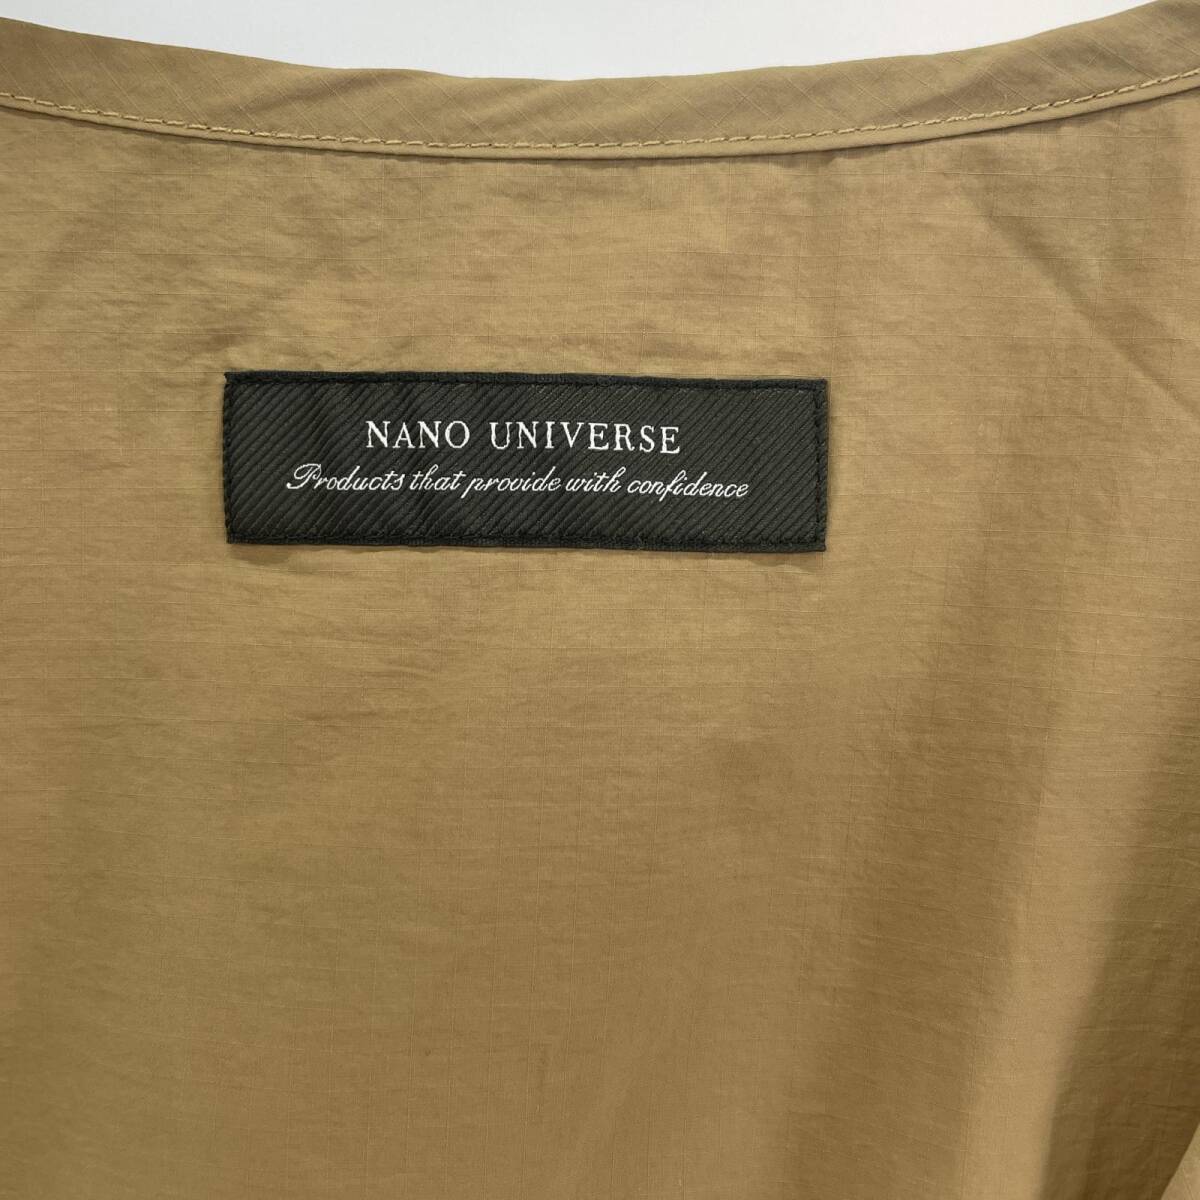 NANO UNIVERSE
Products that provide with confidence